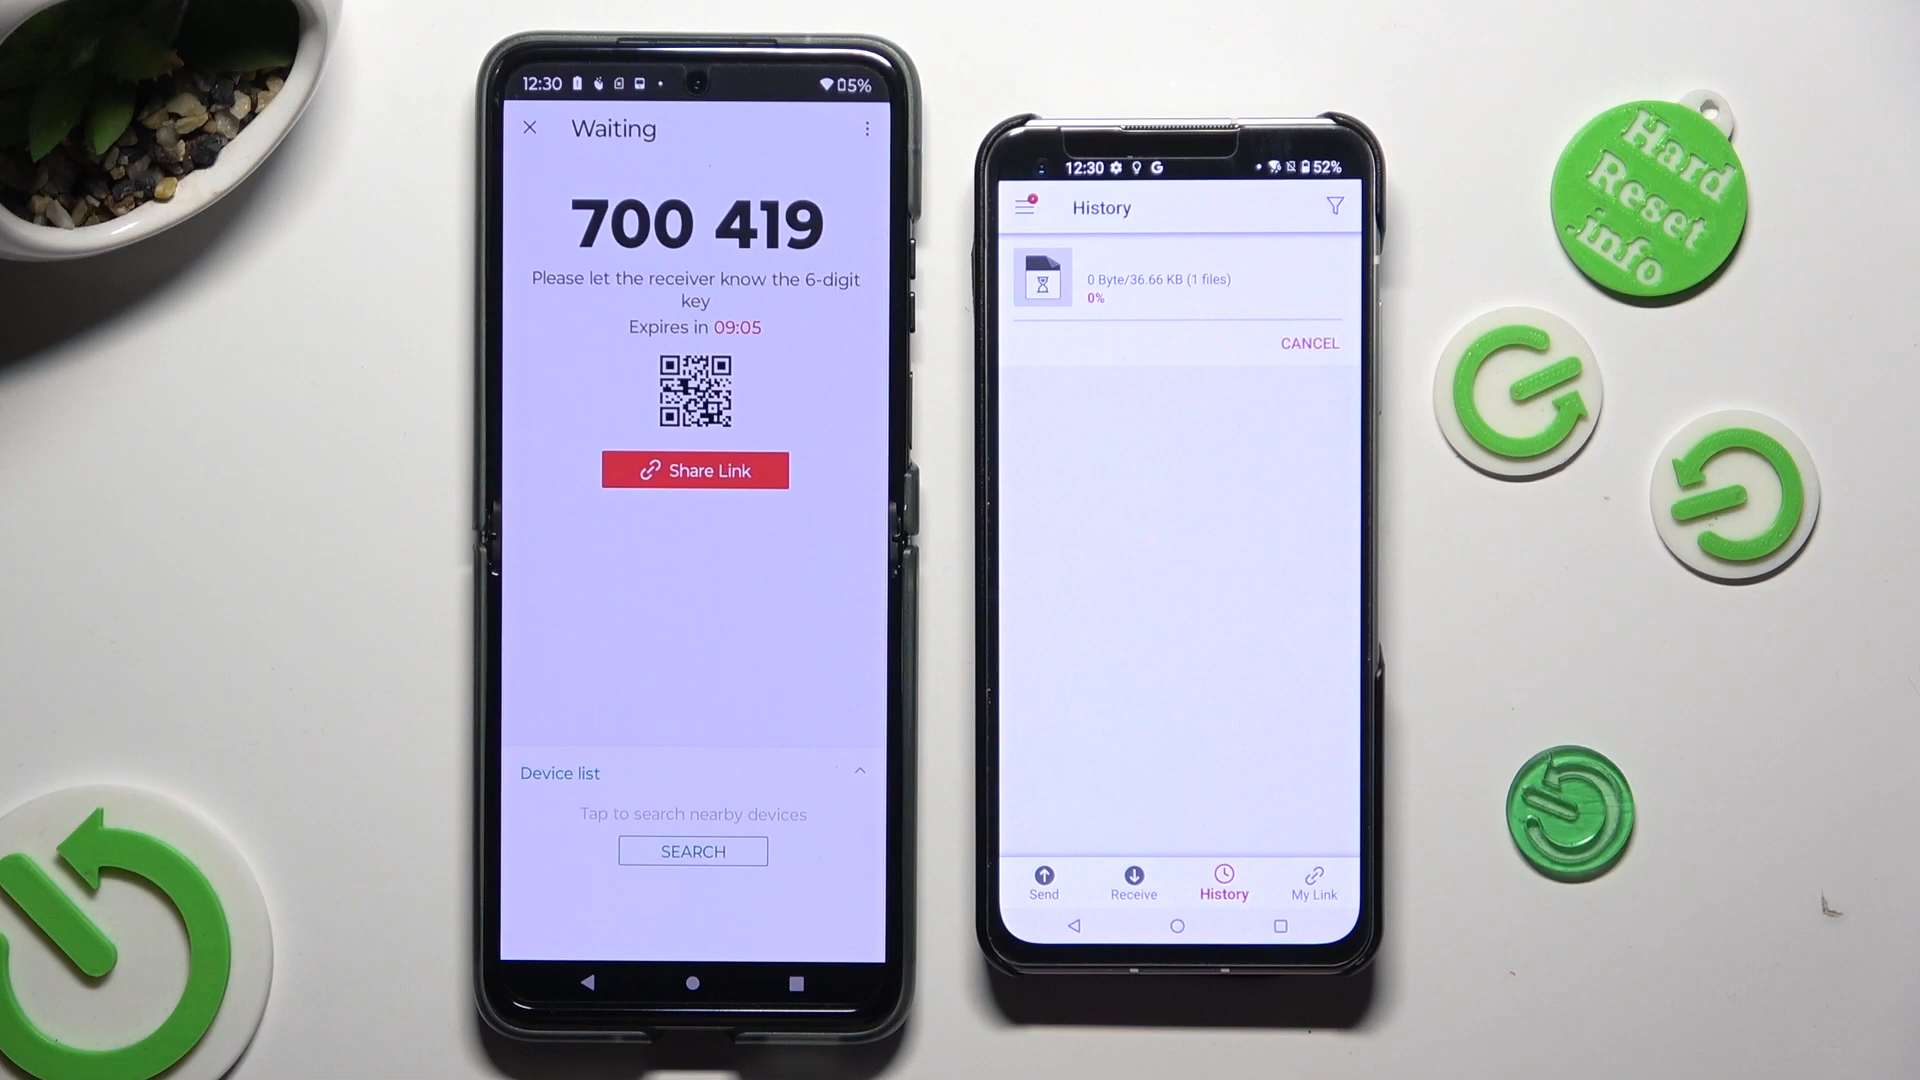 12:30
5%
Waiting
700 419
Please let the receiver know the 6-digit
key
Expires in 09:05
Share Link
Device list
Tap to search nearby devices
SEARCH
12:30 G
52%
History
0 Byte/36.66 KB (1 files)
0%
CANCEL
Send
Receive
History
My Link
Hard
Reset
.info